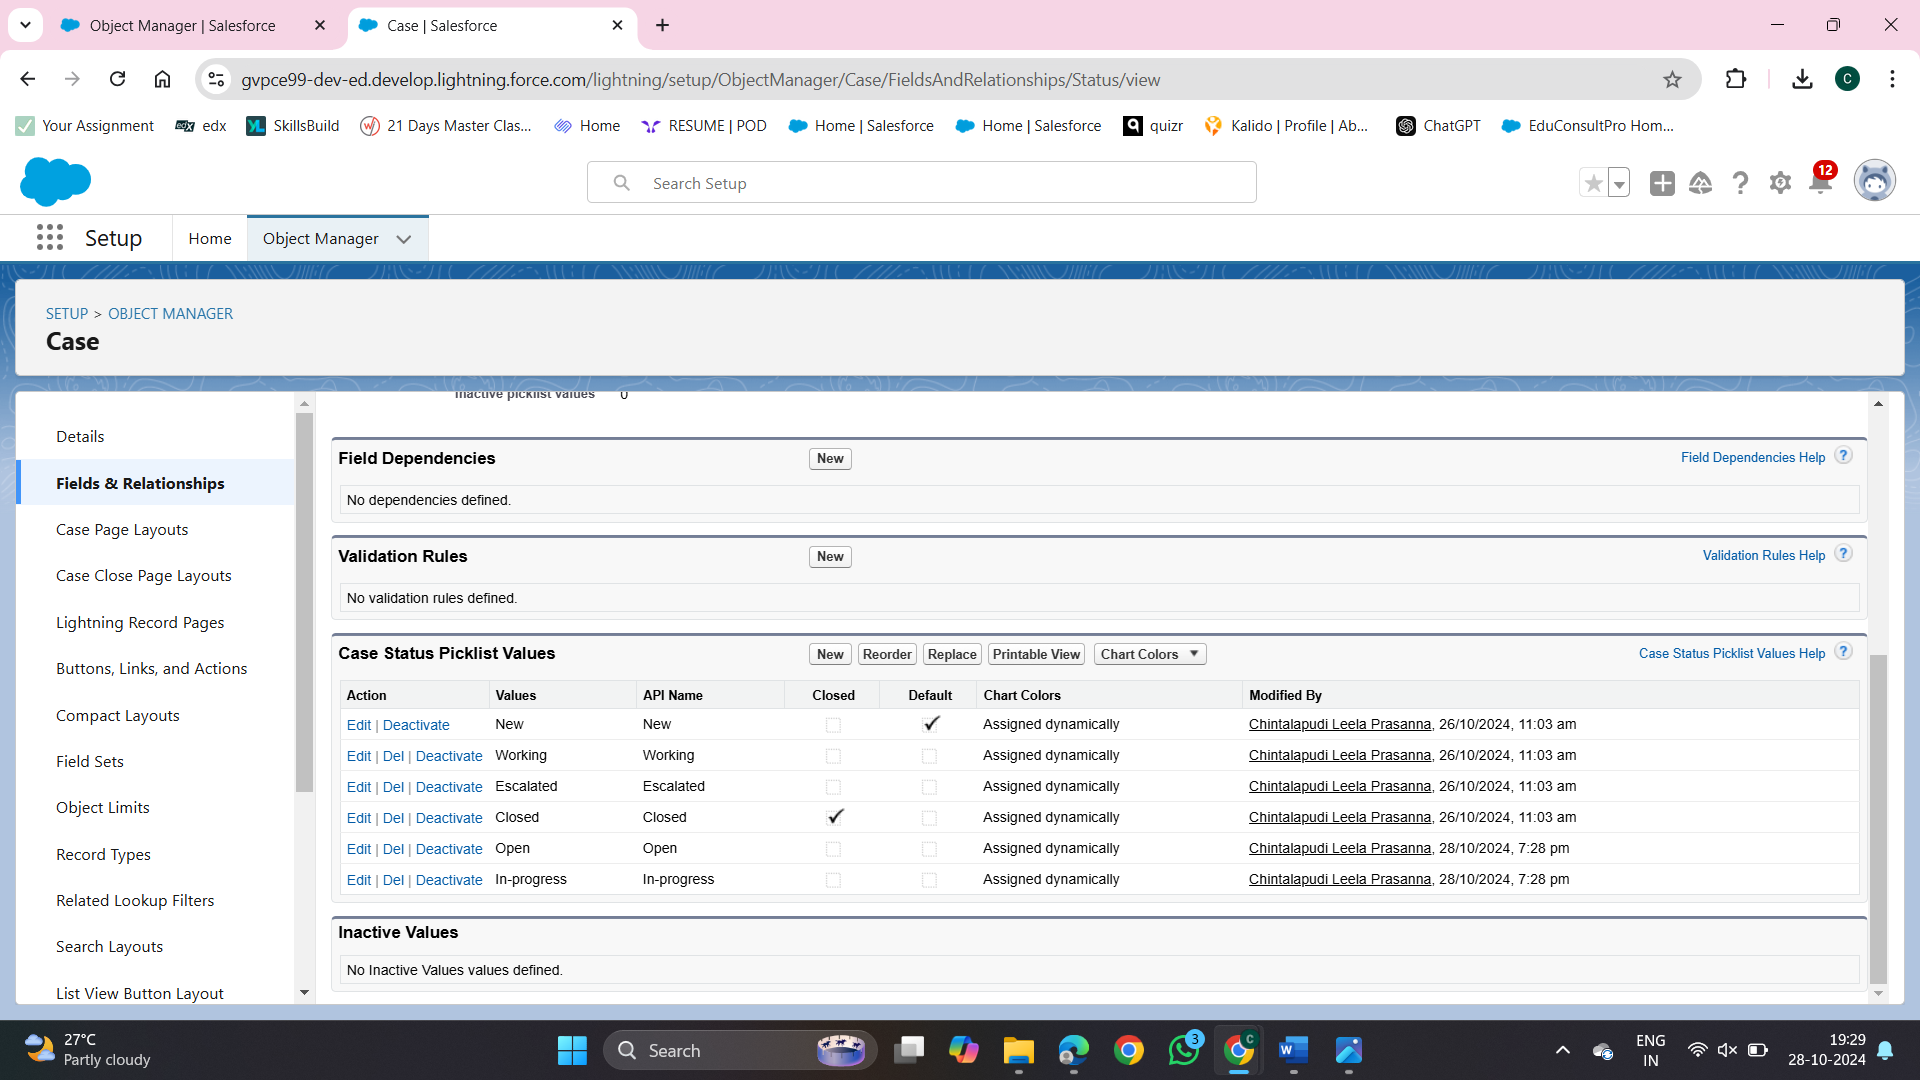 Object Manager | Salesforce
Case | Salesforce
gvpce99-dev-ed.develop.lightning.force.com/lightning/setup/ObjectManager/Case/FieldsAndRelationships/Status/view
C
Your Assignment
edx
SkillsBuild
21 Days Master Clas...
Home
RESUME | POD
Home | Salesforce
Home | Salesforce
quizr
Kalido | Profile | Ab...
ChatGPT
EduConsultPro Hom...
Search Setup
12
Setup
Home
Object Manager
SETUP > OBJECT MANAGER
Case
Details
Fields & Relationships
Case Page Layouts
Case Close Page Layouts
Lightning Record Pages
Buttons, Links, and Actions
Compact Layouts
Field Sets
Object Limits
Record Types
Related Lookup Filters
Search Layouts
List View Button Layout
Inactive picklist values 0
Field Dependencies New Field Dependencies Help ?
No dependencies defined.
Validation Rules New Validation Rules Help ?
No validation rules defined.
Case Status Picklist Values New Reorder Replace Printable View Chart Colors Case Status Picklist Values Help ?
Action Values API Name Closed Default Chart Colors Modified By
Edit | Deactivate New New Assigned dynamically Chintalapudi Leela Prasanna, 26/10/2024, 11:03 am
Edit | Del | Deactivate Working Working Assigned dynamically Chintalapudi Leela Prasanna, 26/10/2024, 11:03 am
Edit | Del | Deactivate Escalated Escalated Assigned dynamically Chintalapudi Leela Prasanna, 26/10/2024, 11:03 am
Edit | Del | Deactivate Closed Closed Assigned dynamically Chintalapudi Leela Prasanna, 26/10/2024, 11:03 am
Edit | Del | Deactivate Open Open Assigned dynamically Chintalapudi Leela Prasanna, 28/10/2024, 7:28 pm
Edit | Del | Deactivate In-progress In-progress Assigned dynamically Chintalapudi Leela Prasanna, 28/10/2024, 7:28 pm
Inactive Values
No Inactive Values values defined.
27°C
Partly cloudy
Search
3
C
W
ENG
IN
19:29
28-10-2024